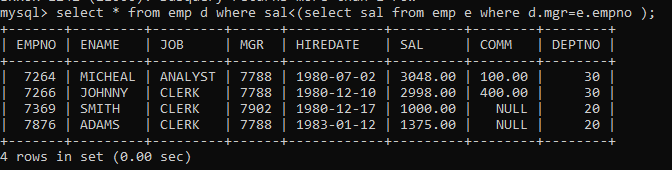 mysql> select * from emp d where sal<(select sal from emp e where d.mgr=e.empno );
+-------+---------+---------+------+------------+---------+--------+--------+
| EMPNO | ENAME   | JOB     | MGR  | HIREDATE   | SAL     | COMM   | DEPTNO |
+-------+---------+---------+------+------------+---------+--------+--------+
|  7264 | MICHEAL | ANALYST | 7788 | 1980-07-02 | 3048.00 | 100.00 |     30 |
|  7266 | JOHNNY  | CLERK   | 7788 | 1980-12-10 | 2998.00 | 400.00 |     30 |
|  7369 | SMITH   | CLERK   | 7902 | 1980-12-17 | 1000.00 |   NULL |     20 |
|  7876 | ADAMS   | CLERK   | 7788 | 1983-01-12 | 1375.00 |   NULL |     20 |
+-------+---------+---------+------+------------+---------+--------+--------+
4 rows in set (0.00 sec)